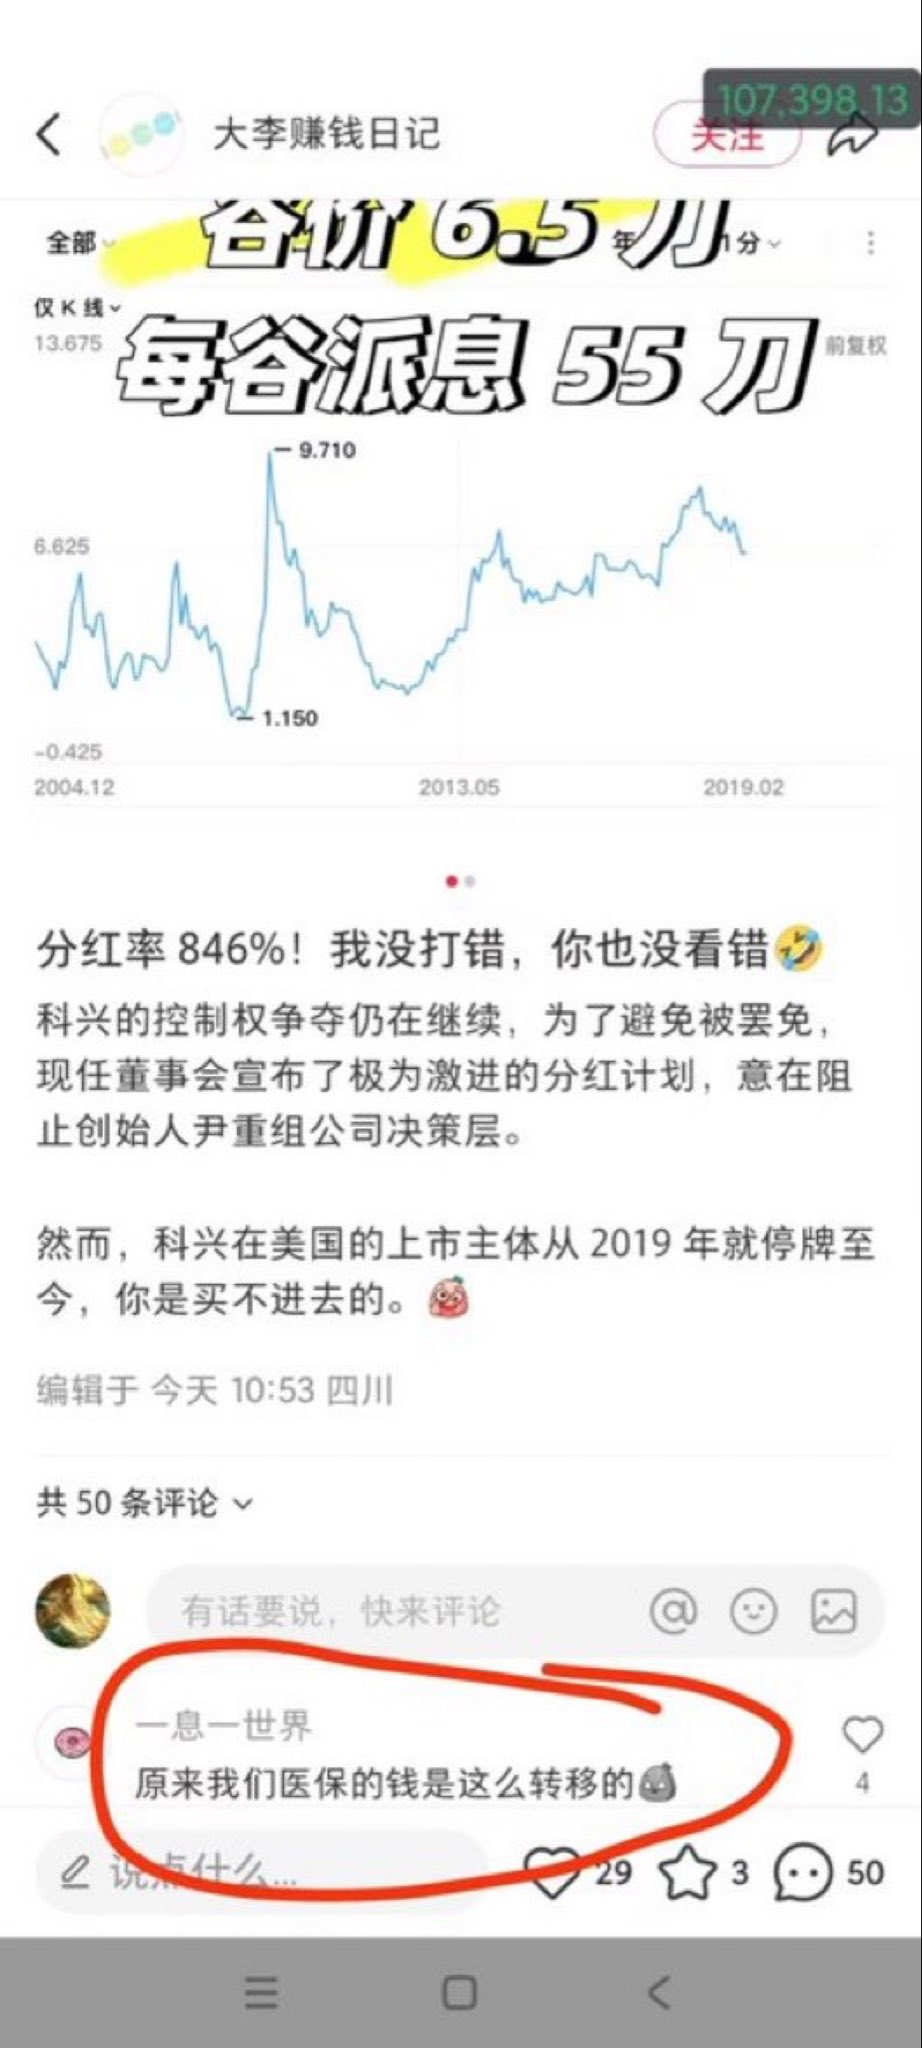 107,398.13
大李赚钱日记
关注
谷价 6.5 刀
全部
年
1分
仅 K 线
13.675
前复权
每谷派息 55 刀
9.710
6.625
1.150
-0.425
2004.12
2013.05
2019.02
分红率 846%！我没打错，你也没看错🤣
科兴的控制权争夺仍在继续，为了避免被罢免，
现任董事会宣布了极为激进的分红计划，意在阻
止创始人尹重组公司决策层。
然而，科兴在美国的上市主体从 2019 年就停牌至
今，你是买不进去的。
编辑于 今天 10:53 四川
共 50 条评论
有话要说，快来评论
一息一世界
原来我们医保的钱是这么转移的
4
说点什么...
29
3
50